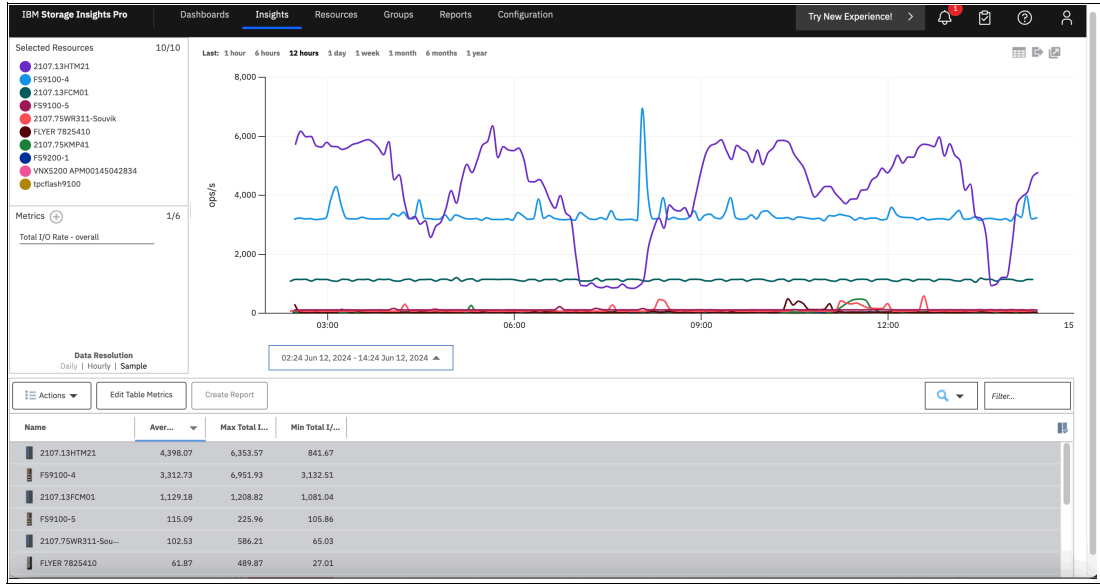 IBM Storage Insights Pro
Dashboards Insights Resources Groups Reports Configuration
Try New Experience!
1
Selected Resources 10/10
2107.13HTM21
FS9100-4
2107.13FCM01
FS9100-5
2107.75WR311-Souvik
FLYER 7825410
2107.75KMP41
FS9200-1
VNX5200 APM00145042834
tpcflash9100
Metrics 1/6
Total I/O Rate - overall
Data Resolution
Daily | Hourly | Sample
Last: 1 hour 6 hours 12 hours 1 day 1 week 1 month 6 months 1 year
8,000
6,000
4,000
2,000
0
ops/s
03:00 06:00 09:00 12:00 15
02:24 Jun 12, 2024 - 14:24 Jun 12, 2024
Actions Edit Table Metrics Create Report Filter...
Name Aver... Max Total I... Min Total I/...
2107.13HTM21 4,398.07 6,353.57 841.67
FS9100-4 3,312.73 6,951.93 3,132.51
2107.13FCM01 1,129.18 1,208.82 1,081.04
FS9100-5 115.09 225.96 105.86
2107.75WR311-Sou... 102.53 586.21 65.03
FLYER 7825410 61.87 489.87 27.01